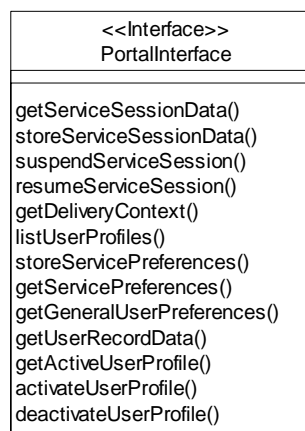 <<Interface>>
PortalInterface
getServiceSessionData()
storeServiceSessionData()
suspendServiceSession()
resumeServiceSession()
getDeliveryContext()
listUserProfiles()
storeServicePreferences()
getServicePreferences()
getGeneralUserPreferences()
getUserRecordData()
getActiveUserProfile()
activateUserProfile()
deactivateUserProfile()